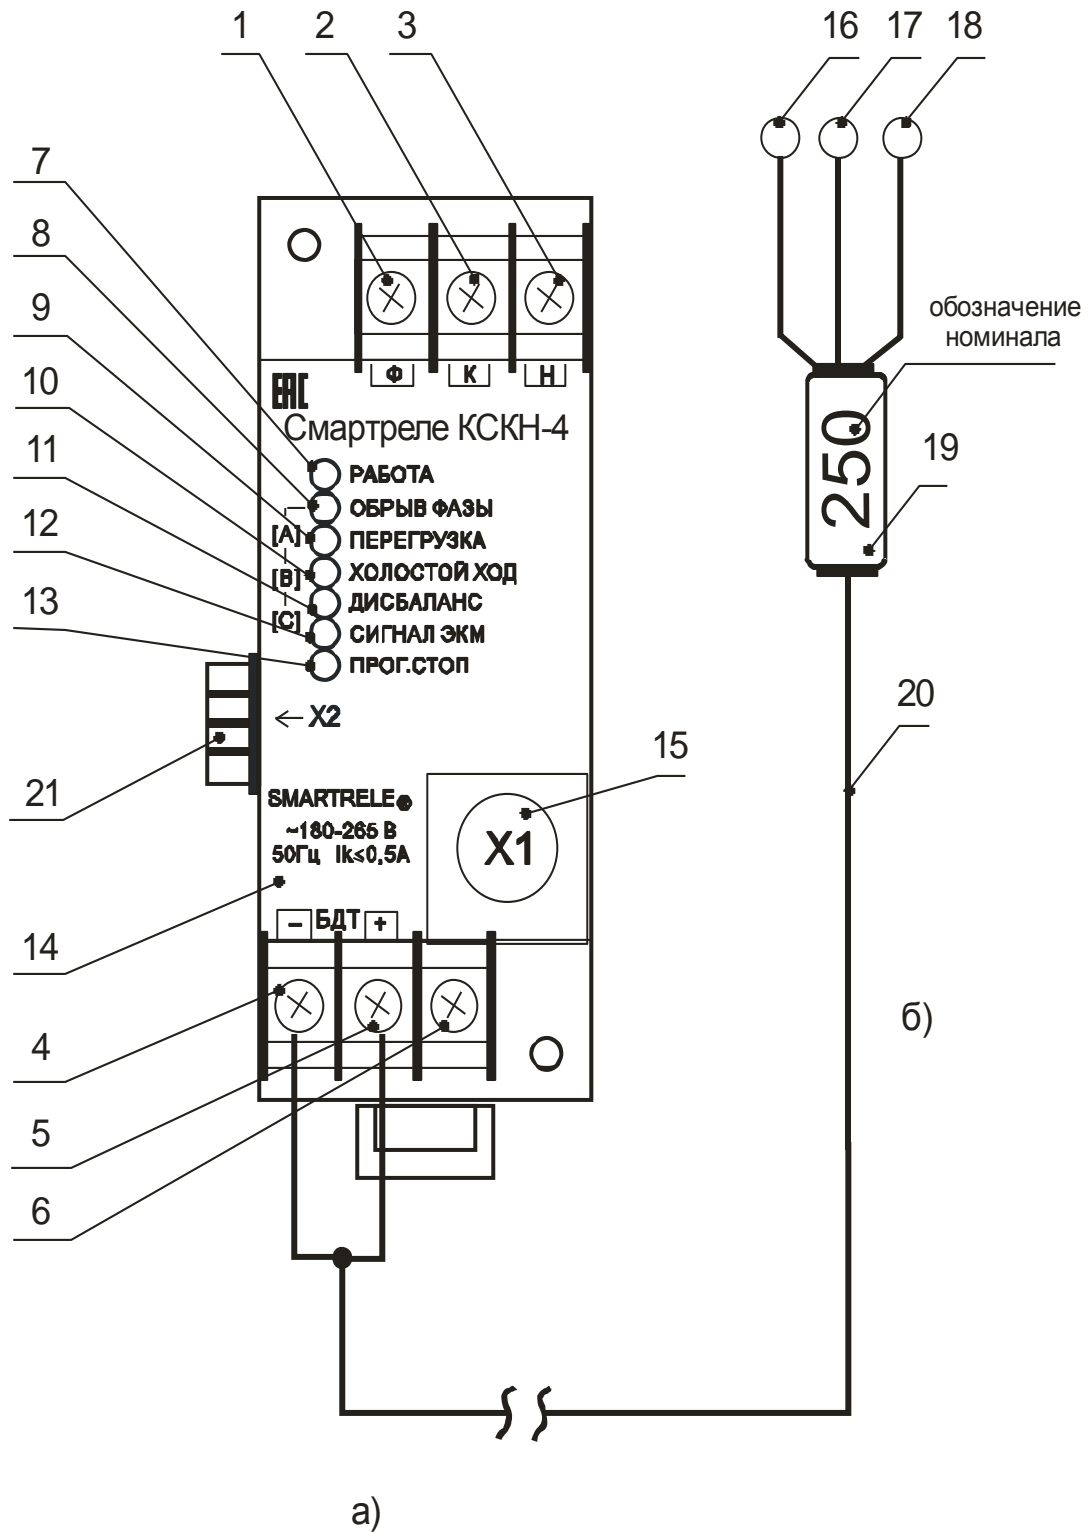 1
2
3
16
17
18
7
8
9
10
11
12
13
21
14
4
5
6
обозначение
номинала
Ф
К
Н
ЕАС
Смартреле КСКН-4
РАБОТА
ОБРЫВ ФАЗЫ
[А]
ПЕРЕГРУЗКА
ХОЛОСТОЙ ХОД
[В]
ДИСБАЛАНС
[С]
СИГНАЛ ЭКМ
ПРОГ.СТОП
← X2
SMARTRELE®
~180-265 В
50Гц Iк≤0,5А
X1
15
– БДТ +
250
19
20
а)
б)